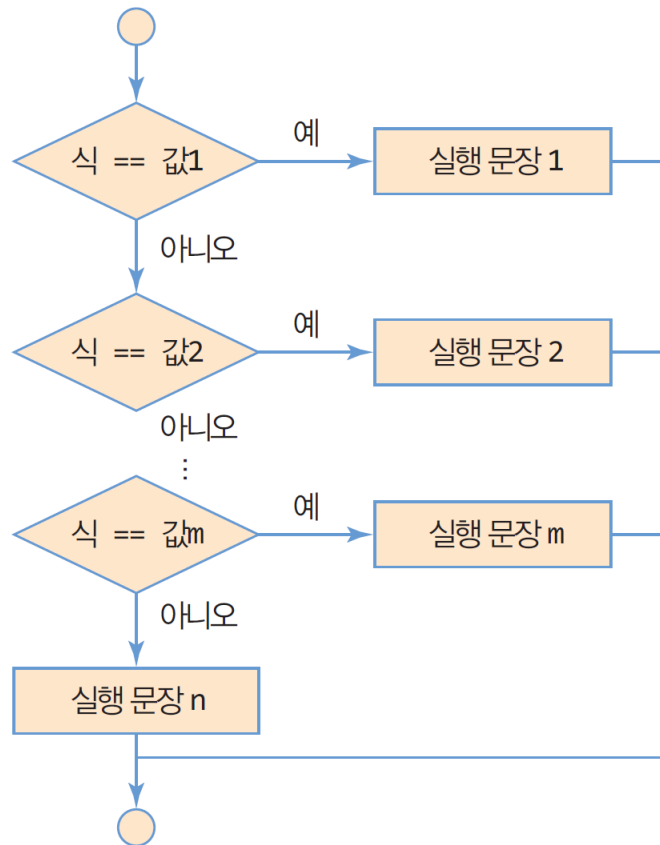 식 == 값1
예
실행 문장 1
아니오
식 == 값2
예
실행 문장 2
아니오
⋮
식 == 값m
예
실행 문장 m
아니오
실행 문장 n